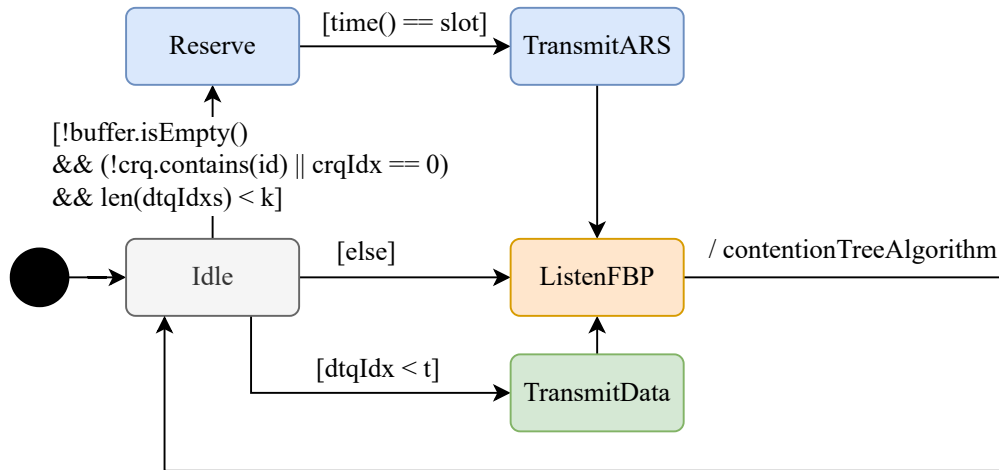 Reserve
[time() == slot]
TransmitARS
[!buffer.isEmpty()
&& (!crq.contains(id) || crqIdx == 0)
&& len(dtqIdxs) < k]
Idle
[else]
ListenFBP
/ contentionTreeAlgorithm
[dtqIdx < t]
TransmitData